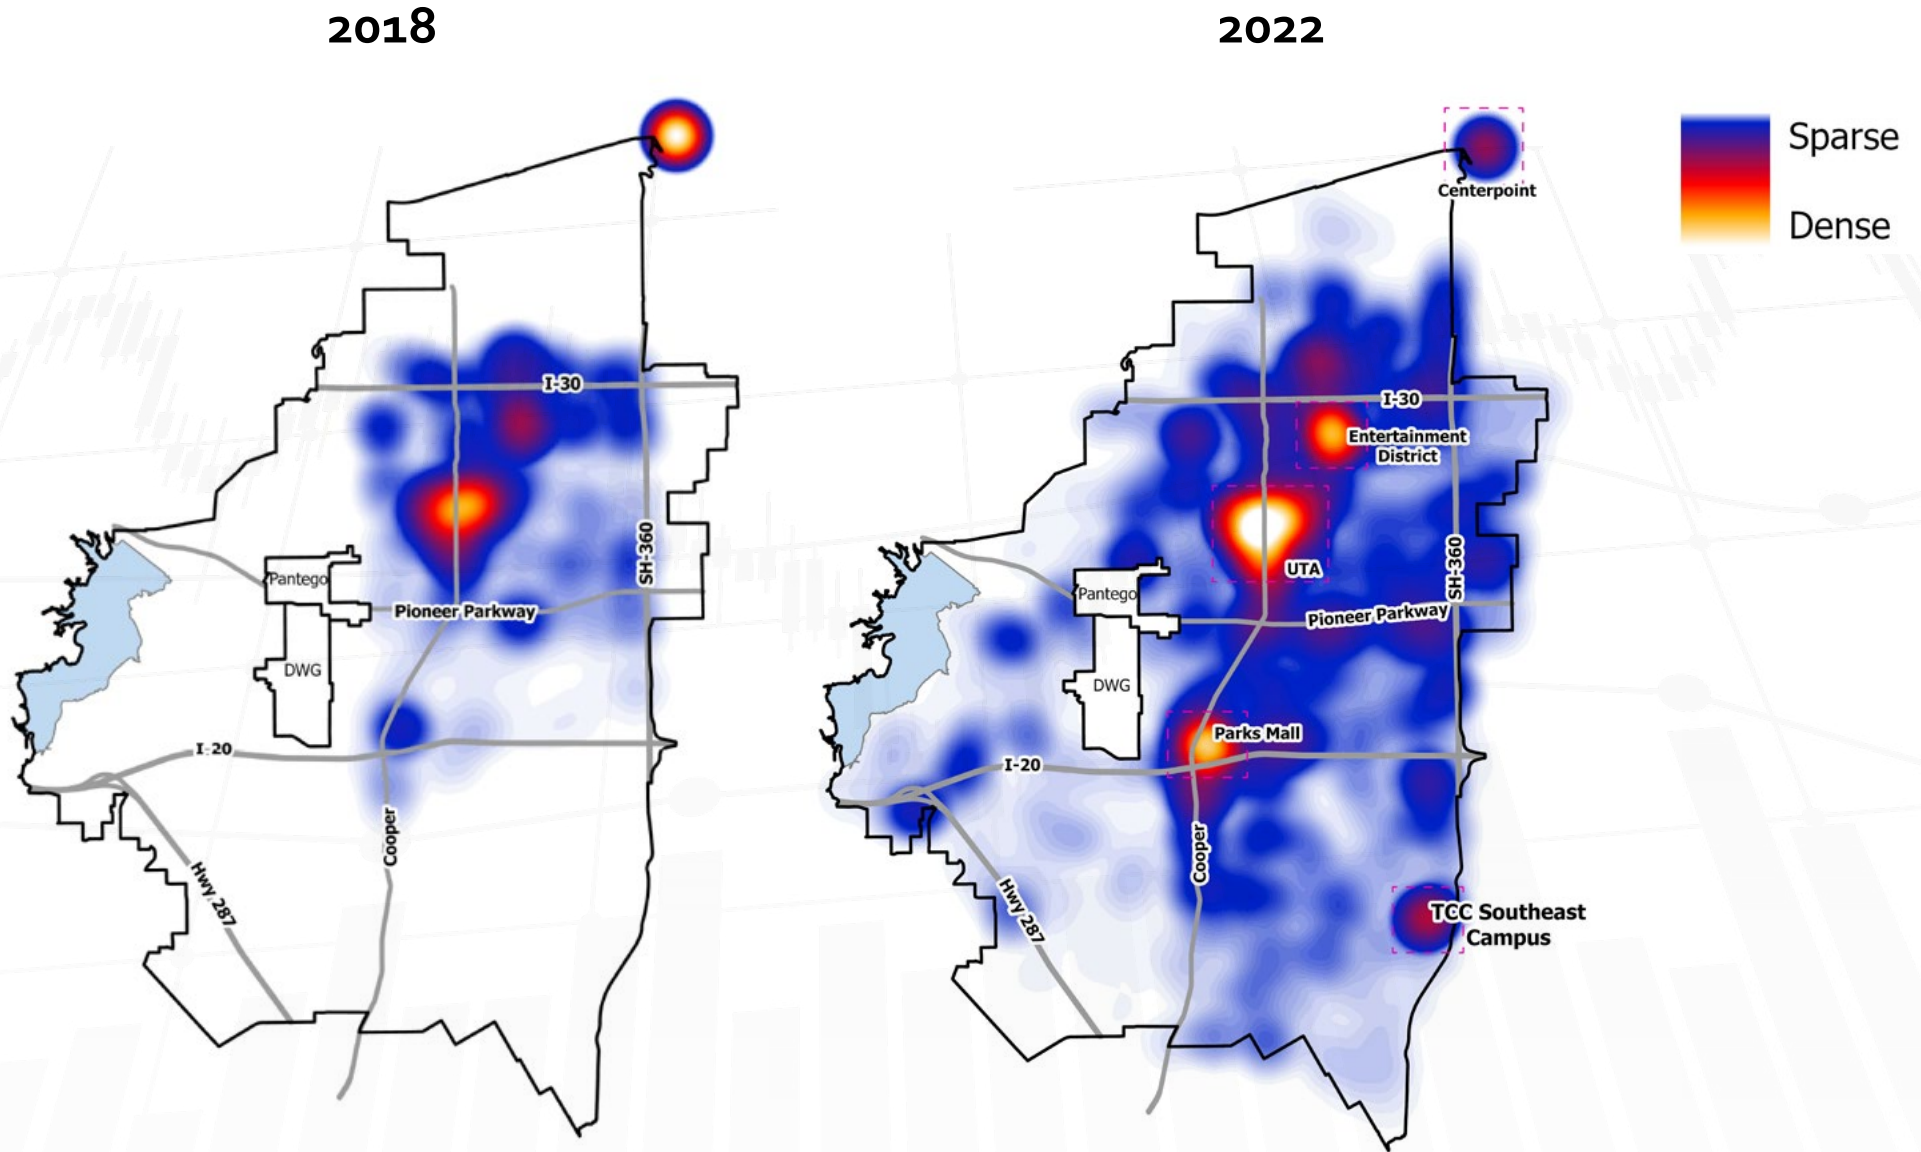 2018
I-30
SH-360
Pantego
Pioneer Parkway
DWG
I-20
Cooper
Hwy 287
2022
Sparse
Dense
Centerpoint
I-30
Entertainment
District
SH-360
UTA
Pantego
Pioneer Parkway
DWG
Parks Mall
I-20
Cooper
Hwy 287
TCC Southeast
Campus